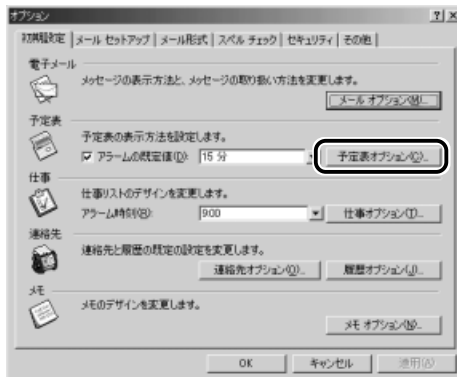 オプション
初期設定 メール セットアップ メール形式 スペル チェック セキュリティ その他
電子メール
メッセージの表示方法と、メッセージの取り扱い方法を変更します。
メール オプション(M)...
予定表
予定表の表示方法を設定します。
アラームの既定値(D): 15 分 予定表オプション(C)...
仕事
仕事リストのデザインを変更します。
アラーム時刻(R): 9:00 仕事オプション(T)...
連絡先
連絡先と履歴の既定の設定を変更します。
連絡先オプション(O)... 履歴オプション(J)...
メモ
メモのデザインを変更します。
メモ オプション(N)...
OK キャンセル 適用(A)